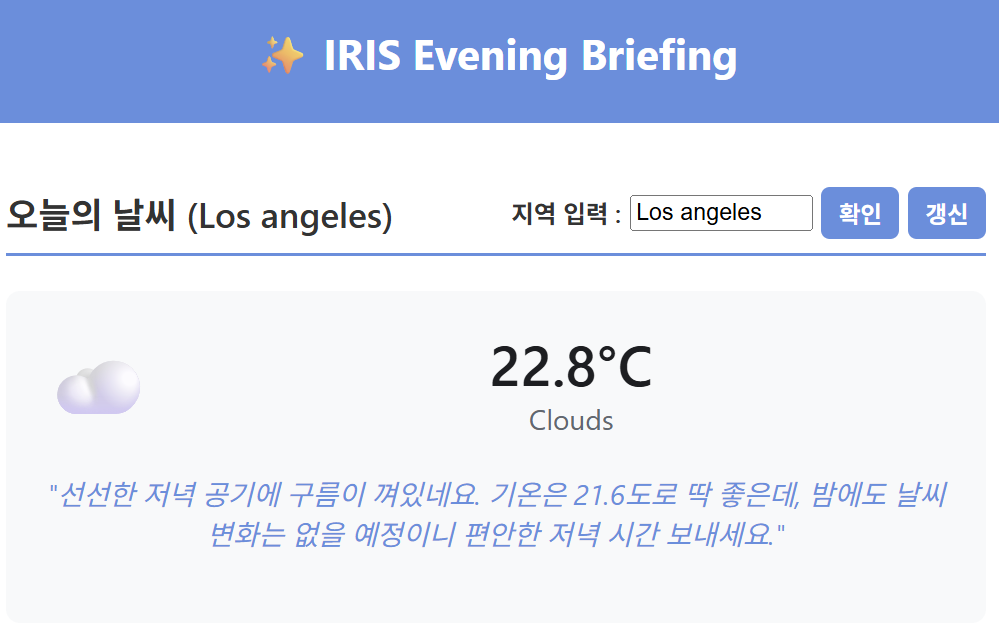 ✨ IRIS Evening Briefing
오늘의 날씨 (Los angeles) 지역 입력 : Los angeles 확인 갱신
22.8°C
Clouds
"선선한 저녁 공기에 구름이 껴있네요. 기온은 21.6도로 딱 좋은데, 밤에도 날씨
변화는 없을 예정이니 편안한 저녁 시간 보내세요."